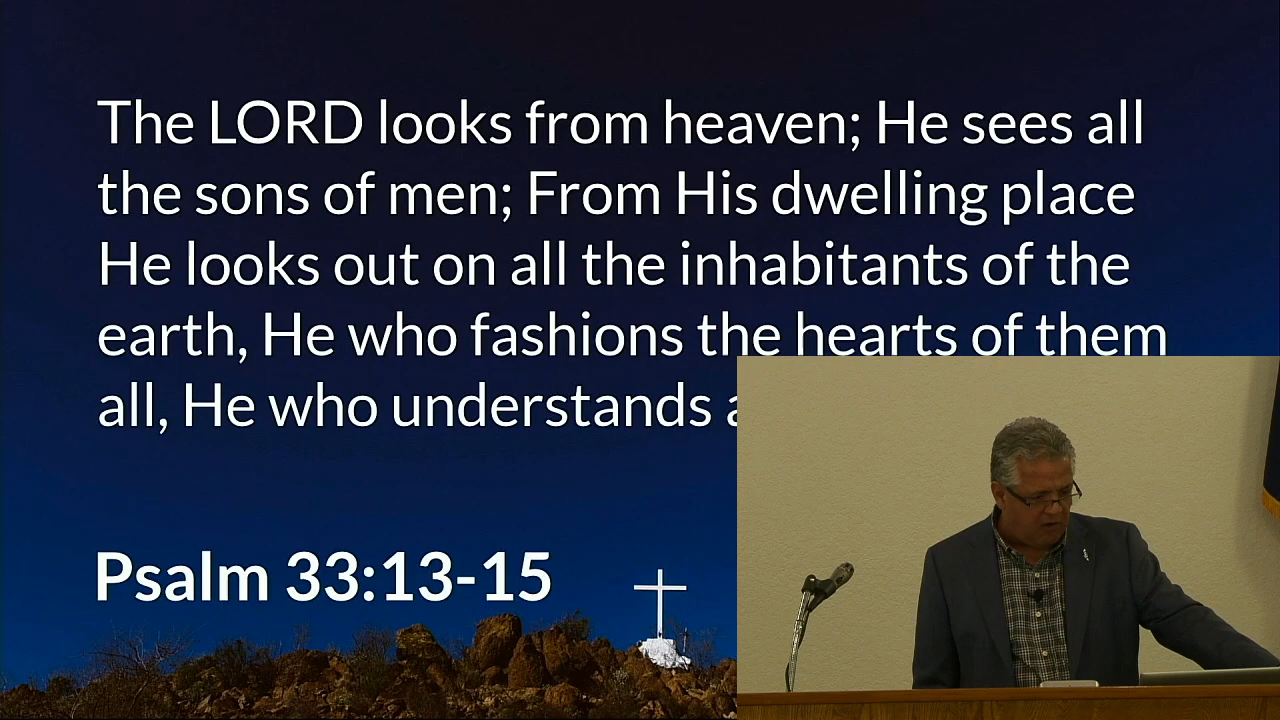 The LORD looks from heaven; He sees all
the sons of men; From His dwelling place
He looks out on all the inhabitants of the
earth, He who fashions the hearts of them
all, He who understands
Psalm 33:13-15